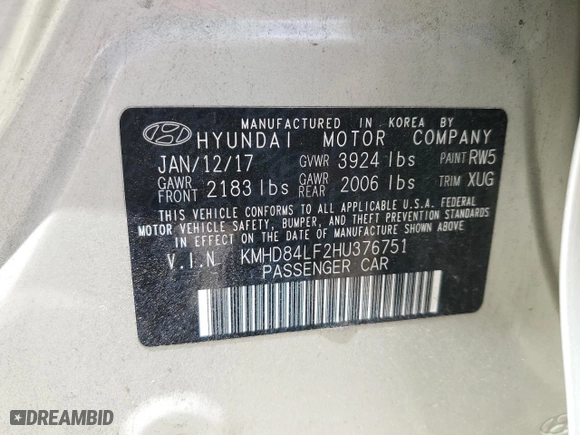 MANUFACTURED IN KOREA BY
HYUNDAI MOTOR COMPANY
JAN/12/17 GVWR 3924 lbs PAINT RW5
GAWR FRONT 2183 lbs GAWR REAR 2006 lbs TRIM XUG
THIS VEHICLE CONFORMS TO ALL APPLICABLE U.S.A. FEDERAL
MOTOR VEHICLE SAFETY, BUMPER, AND THEFT PREVENTION STANDARDS
IN EFFECT ON THE DATE OF MANUFACTURE SHOWN ABOVE.
V.I.N KMHD84LF2HU376751
PASSENGER CAR
DREAMBID